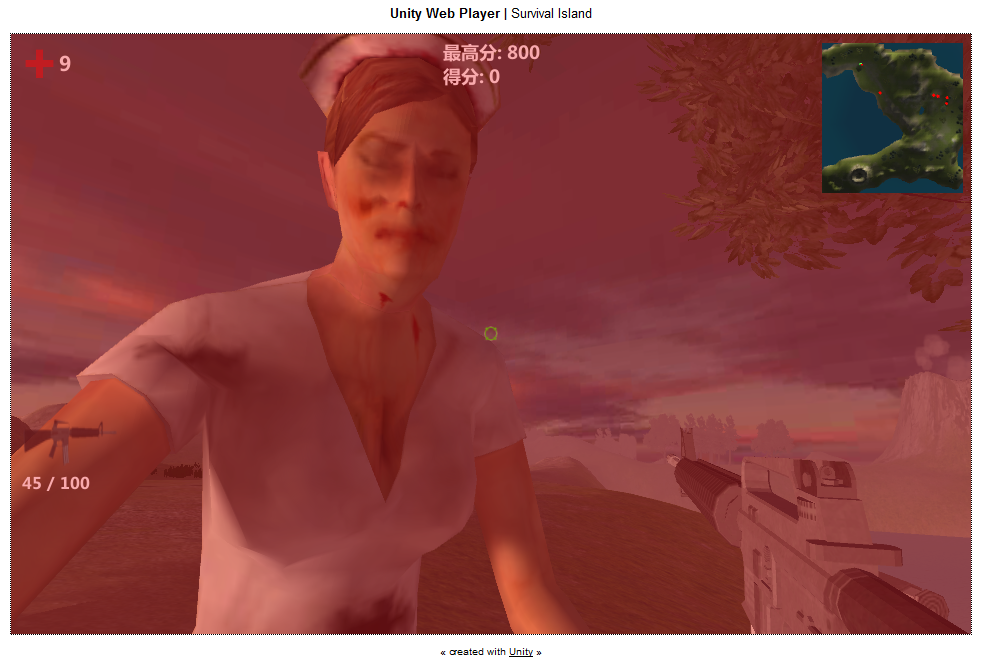 Unity Web Player | Survival Island
9
最高分: 800
得分: 0
45 / 100
« created with Unity »